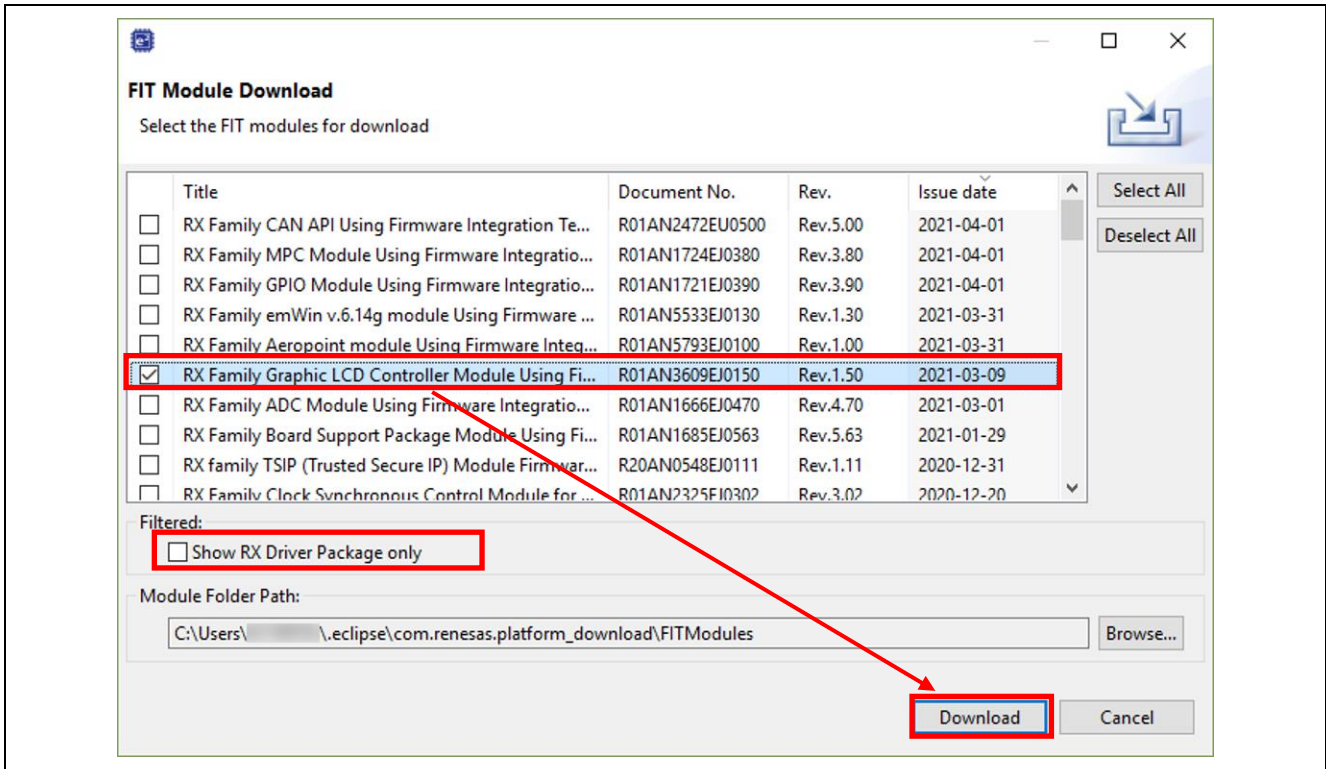 FIT Module Download
Select the FIT modules for download
Title Document No. Rev. Issue date
Select All
RX Family CAN API Using Firmware Integration Te... R01AN2472EU0500 Rev.5.00 2021-04-01
Deselect All
RX Family MPC Module Using Firmware Integratio... R01AN1724EJ0380 Rev.3.80 2021-04-01
RX Family GPIO Module Using Firmware Integratio... R01AN1721EJ0390 Rev.3.90 2021-04-01
RX Family emWin v.6.14g module Using Firmware ... R01AN5533EJ0130 Rev.1.30 2021-03-31
RX Family Aeropoint module Using Firmware Integ... R01AN5793EJ0100 Rev.1.00 2021-03-31
RX Family Graphic LCD Controller Module Using Fi... R01AN3609EJ0150 Rev.1.50 2021-03-09
RX Family ADC Module Using Firmware Integratio... R01AN1666EJ0470 Rev.4.70 2021-03-01
RX Family Board Support Package Module Using Fi... R01AN1685EJ0563 Rev.5.63 2021-01-29
RX family TSIP (Trusted Secure IP) Module Firmwar... R20AN0548EJ0111 Rev.1.11 2020-12-31
RX Family Clock Synchronous Control Module for ... R01AN2325EJ0302 Rev.3.02 2020-12-20
Filtered:
Show RX Driver Package only
Module Folder Path:
C:\Users\ \.eclipse\com.renesas.platform_download\FITModules
Browse...
Download
Cancel